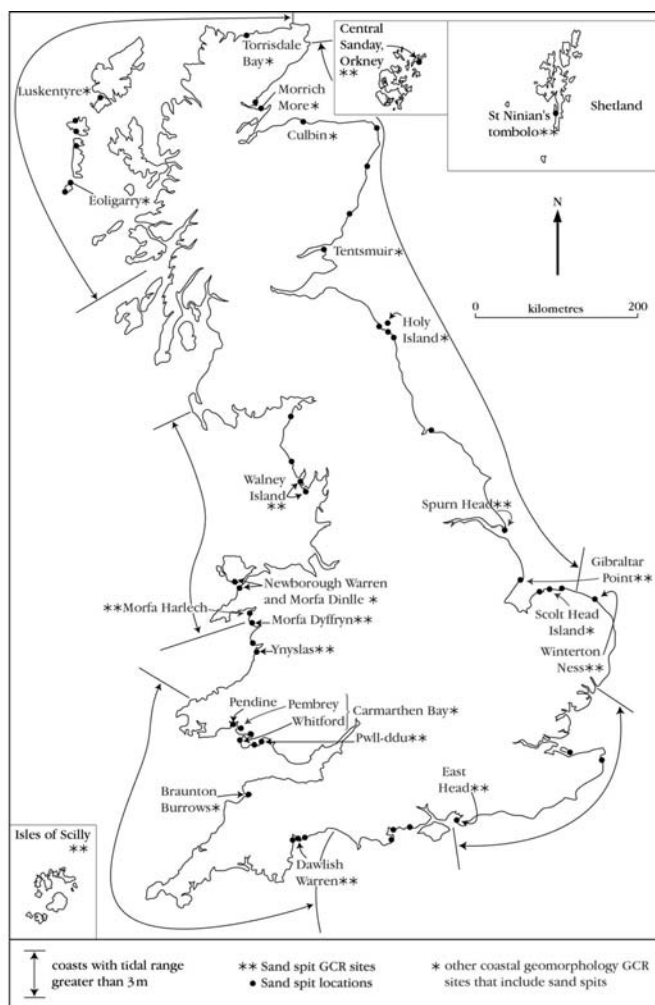 Torrisdale
Bay*
Central
Sanday,
Orkney
**
St Ninian's
tombolo**
Shetland
Luskentyre*
Morrich
More*
Culbin*
Eoligarry*
N
Tentsmuir*
0
kilometres
200
Holy
Island*
Walney
Island
**
Spurn Head**
Gibraltar
Point**
Newborough Warren
and Morfa Dinlle *
**Morfa Harlech
Morfa Dyffryn**
Scolt Head
Island*
Ynyslas**
Winterton
Ness**
Pendine
Pembrey
Whitford
Carmarthen Bay*
Pwll-ddu**
Braunton
Burrows*
East
Head**
Isles of Scilly
**
Dawlish
Warren**
coasts with tidal range
greater than 3m
** Sand spit GCR sites
● Sand spit locations
* other coastal geomorphology GCR
sites that include sand spits